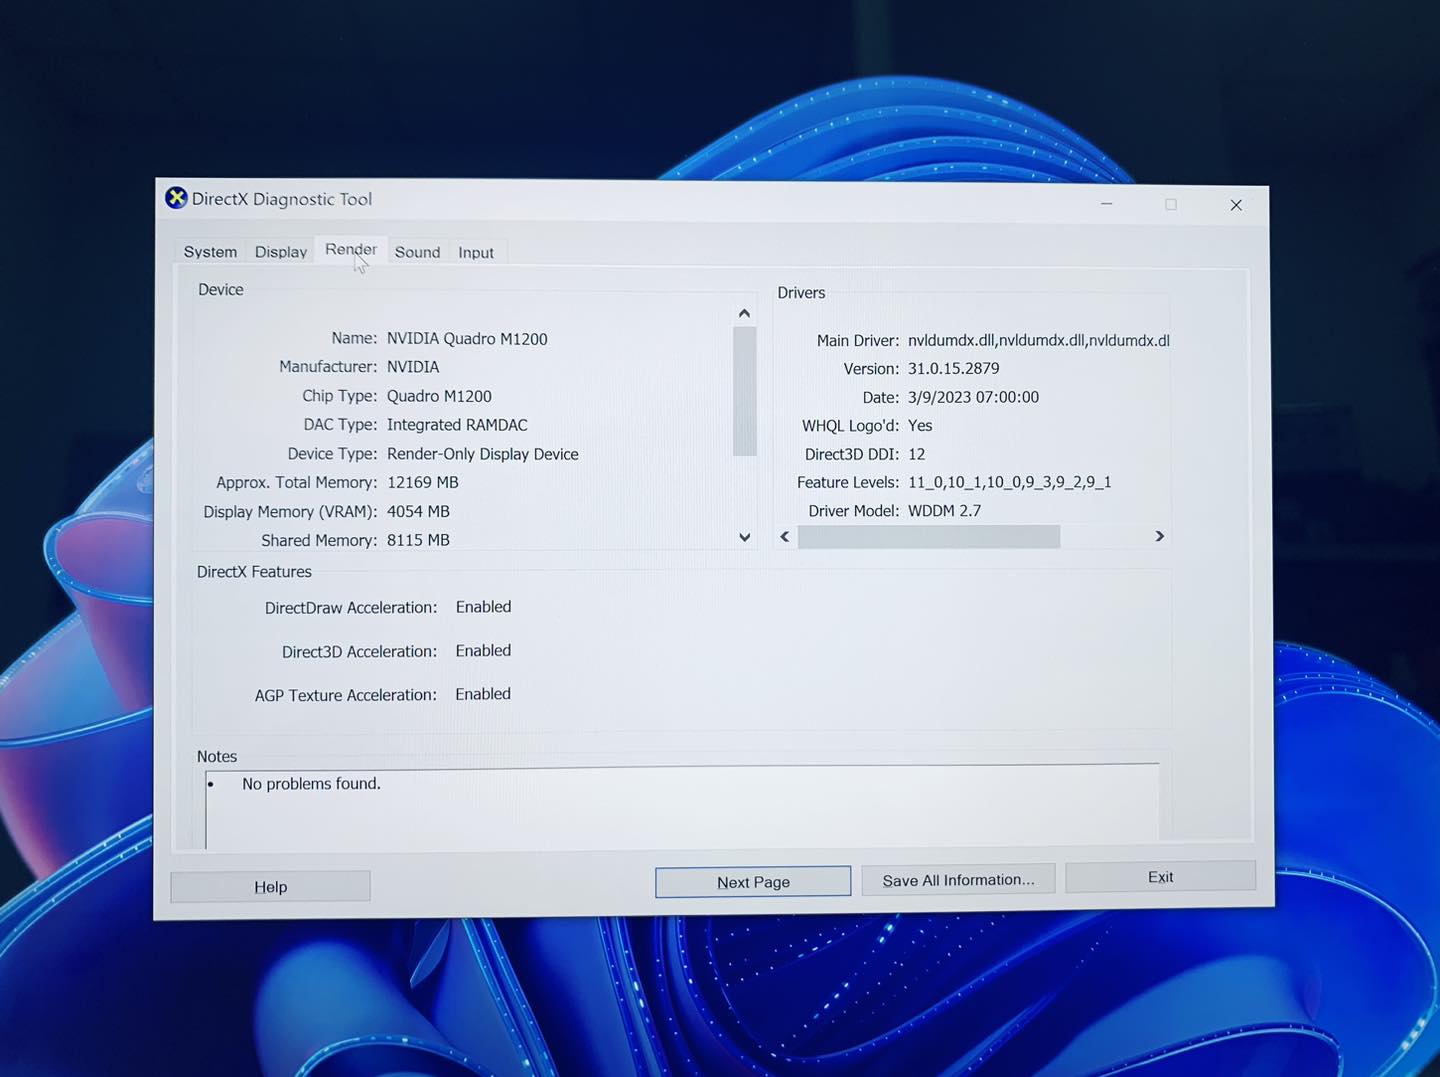 DirectX Diagnostic Tool
System Display Render Sound Input
Device
Name: NVIDIA Quadro M1200
Manufacturer: NVIDIA
Chip Type: Quadro M1200
DAC Type: Integrated RAMDAC
Device Type: Render-Only Display Device
Approx. Total Memory: 12169 MB
Display Memory (VRAM): 4054 MB
Shared Memory: 8115 MB
Drivers
Main Driver: nvldumdx.dll,nvldumdx.dll,nvldumdx.dl
Version: 31.0.15.2879
Date: 3/9/2023 07:00:00
WHQL Logo'd: Yes
Direct3D DDI: 12
Feature Levels: 11_0,10_1,10_0,9_3,9_2,9_1
Driver Model: WDDM 2.7
DirectX Features
DirectDraw Acceleration: Enabled
Direct3D Acceleration: Enabled
AGP Texture Acceleration: Enabled
Notes
• No problems found.
Help Next Page Save All Information... Exit